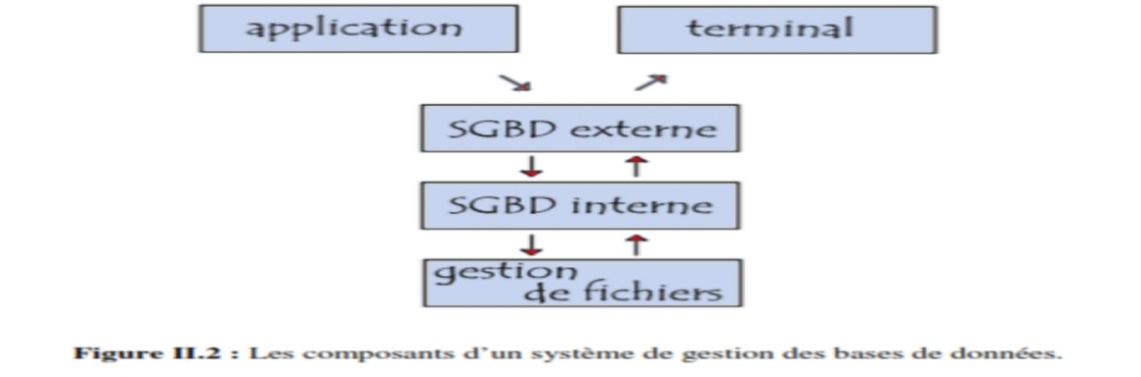 application
terminal
SGBD externe
SGBD interne
gestion
de fichiers
Figure II.2 : Les composants d'un système de gestion des bases de données.